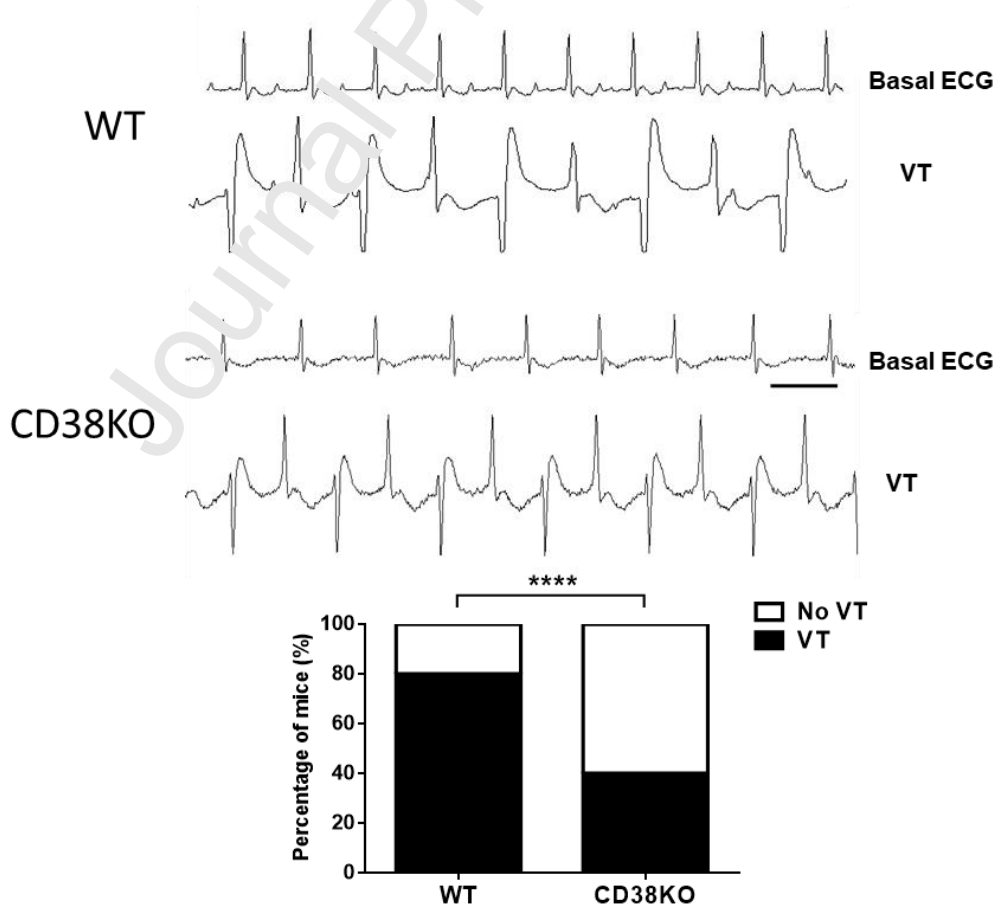 Basal ECG
WT
VT
Basal ECG
CD38KO
VT
****
No VT
VT
Percentage of mice (%)
100
80
60
40
20
0
WT
CD38KO
Journal P